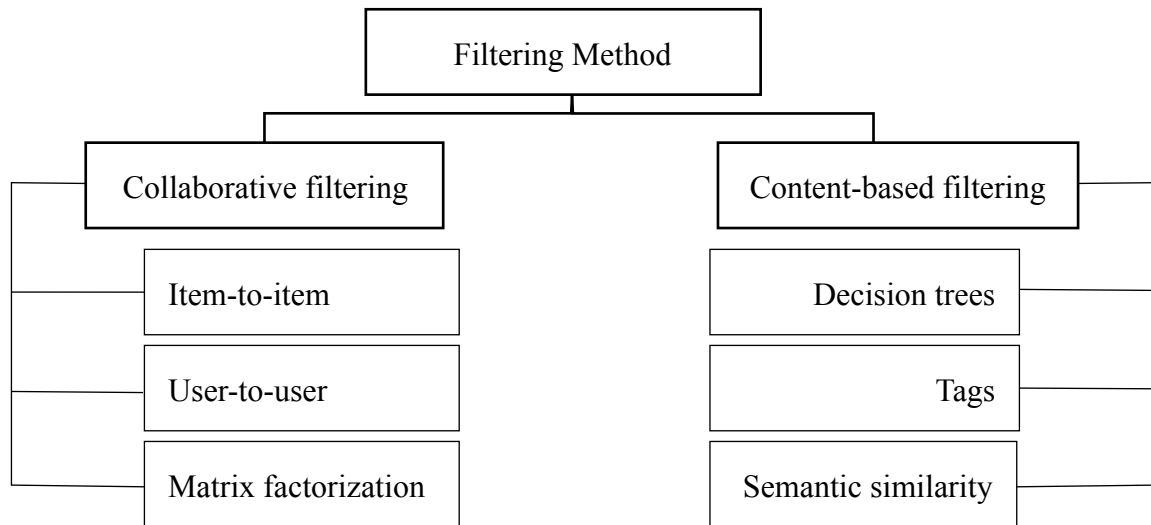 Filtering Method
Collaborative filtering
Content-based filtering
Item-to-item
Decision trees
User-to-user
Tags
Matrix factorization
Semantic similarity